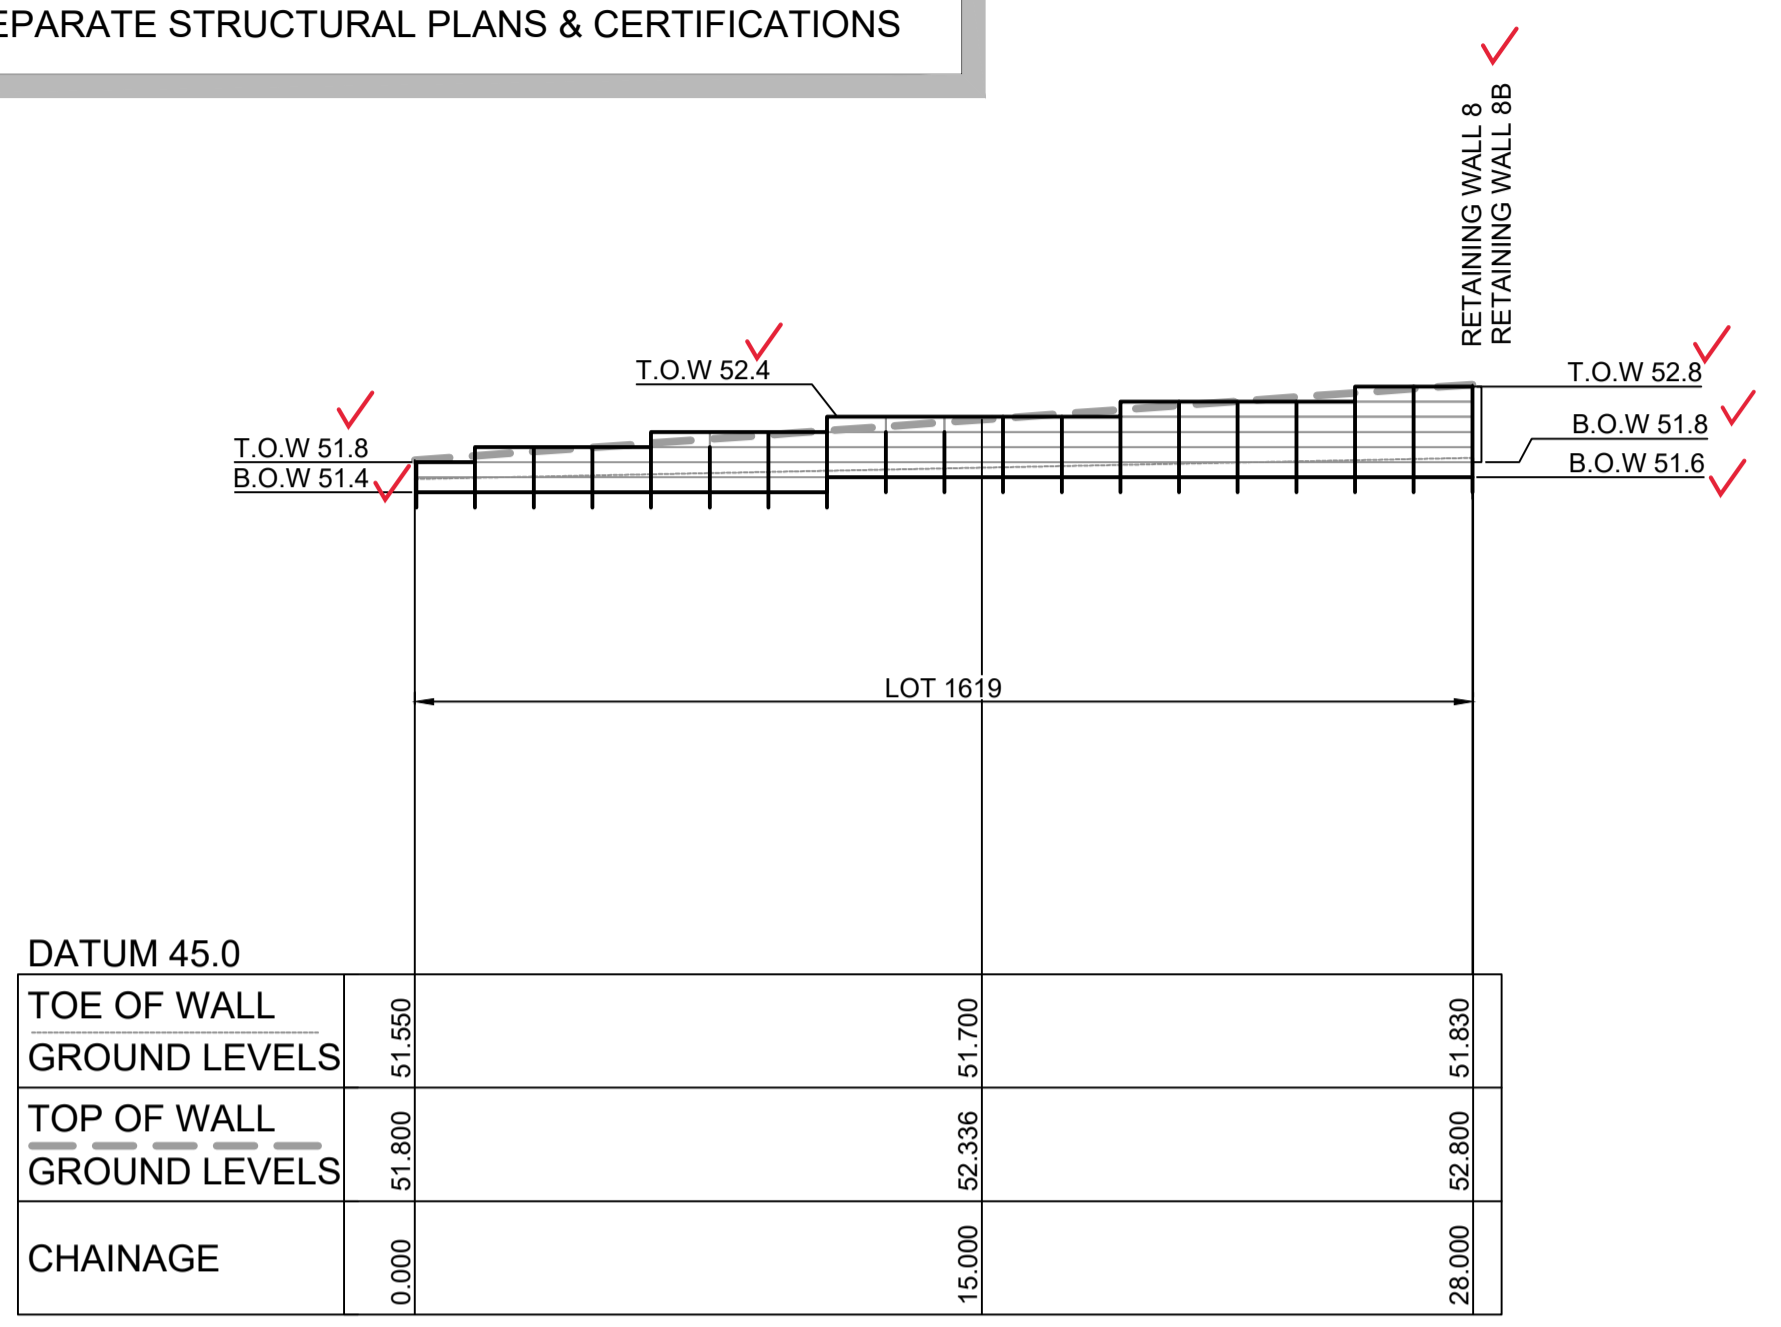 EPARATE STRUCTURAL PLANS & CERTIFICATIONS
RETAINING WALL 8
RETAINING WALL 8B
T.O.W 52.4
T.O.W 52.8
T.O.W 51.8
B.O.W 51.8
B.O.W 51.4
B.O.W 51.6
LOT 1619
DATUM 45.0
TOE OF WALL
GROUND LEVELS
51.550
51.700
51.830
TOP OF WALL
GROUND LEVELS
51.800
52.336
52.800
CHAINAGE
0.000
15.000
28.000